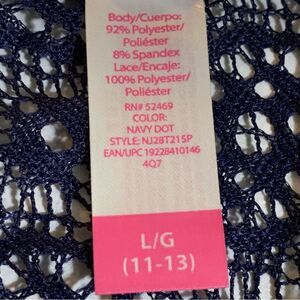 Body/Cuerpo:
92% Polyester/
Poliéster
8% Spandex
Lace/Encaje:
100% Polyester/
Poliéster
RN# 52469
COLOR:
NAVY DOT
STYLE: NJ28T215P
EAN/UPC 19228410146
4Q7
L/G
(11-13)